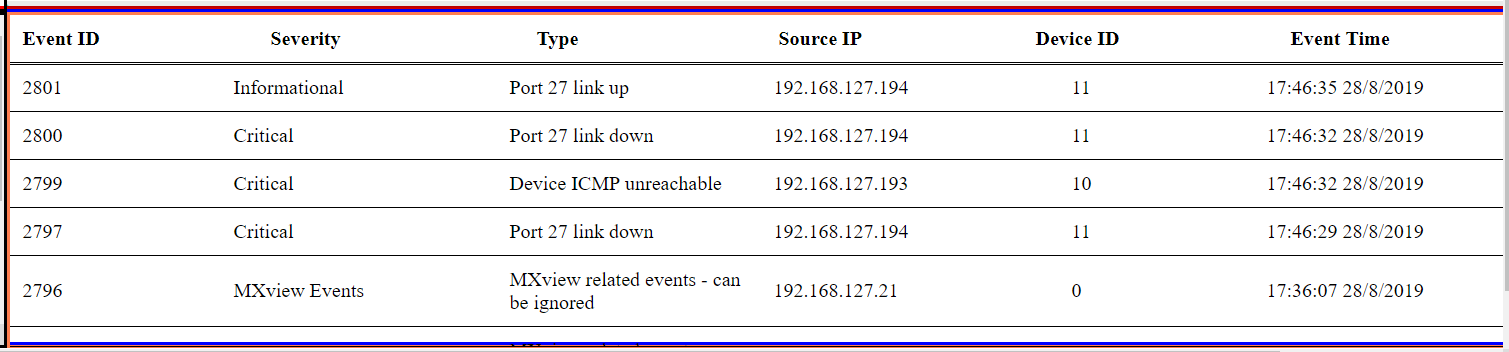 Event ID Severity Type Source IP Device ID Event Time
2801 Informational Port 27 link up 192.168.127.194 11 17:46:35 28/8/2019
2800 Critical Port 27 link down 192.168.127.194 11 17:46:32 28/8/2019
2799 Critical Device ICMP unreachable 192.168.127.193 10 17:46:32 28/8/2019
2797 Critical Port 27 link down 192.168.127.194 11 17:46:29 28/8/2019
2796 MXview Events MXview related events - can be ignored 192.168.127.21 0 17:36:07 28/8/2019